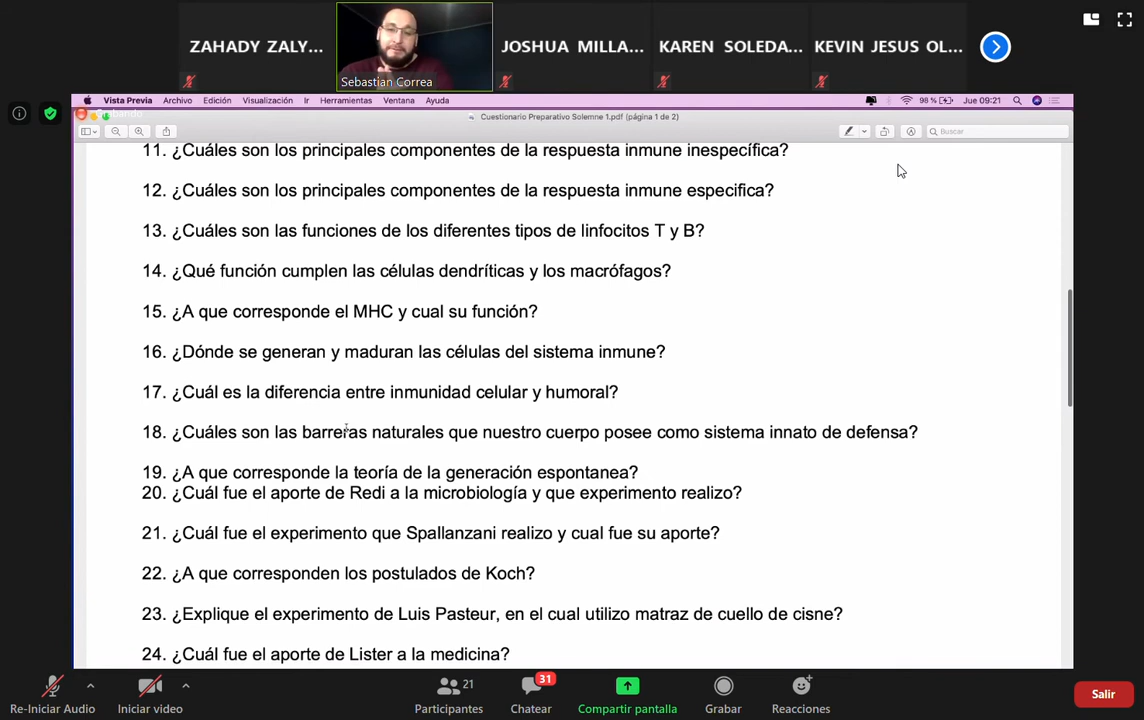 ZAHADY ZALY...
Sebastian Correa
JOSHUA MILLA...
KAREN SOLEDA...
KEVIN JESUS OL...
Vista Previa Archivo Edición Visualización Ir Herramientas Ventana Ayuda 98 % Jue 09:21
Cuestionario Preparativo Solemne 1.pdf (página 1 de 2)
Buscar
11. ¿Cuáles son los principales componentes de la respuesta inmune inespecífica?
12. ¿Cuáles son los principales componentes de la respuesta inmune especifica?
13. ¿Cuáles son las funciones de los diferentes tipos de linfocitos T y B?
14. ¿Qué función cumplen las células dendríticas y los macrófagos?
15. ¿A que corresponde el MHC y cual su función?
16. ¿Dónde se generan y maduran las células del sistema inmune?
17. ¿Cuál es la diferencia entre inmunidad celular y humoral?
18. ¿Cuáles son las barreras naturales que nuestro cuerpo posee como sistema innato de defensa?
19. ¿A que corresponde la teoría de la generación espontanea?
20. ¿Cuál fue el aporte de Redi a la microbiología y que experimento realizo?
21. ¿Cuál fue el experimento que Spallanzani realizo y cual fue su aporte?
22. ¿A que corresponden los postulados de Koch?
23. ¿Explique el experimento de Luis Pasteur, en el cual utilizo matraz de cuello de cisne?
24. ¿Cuál fue el aporte de Lister a la medicina?
21
31
Re-Iniciar Audio
Iniciar video
Participantes
Chatear
Compartir pantalla
Grabar
Reacciones
Salir